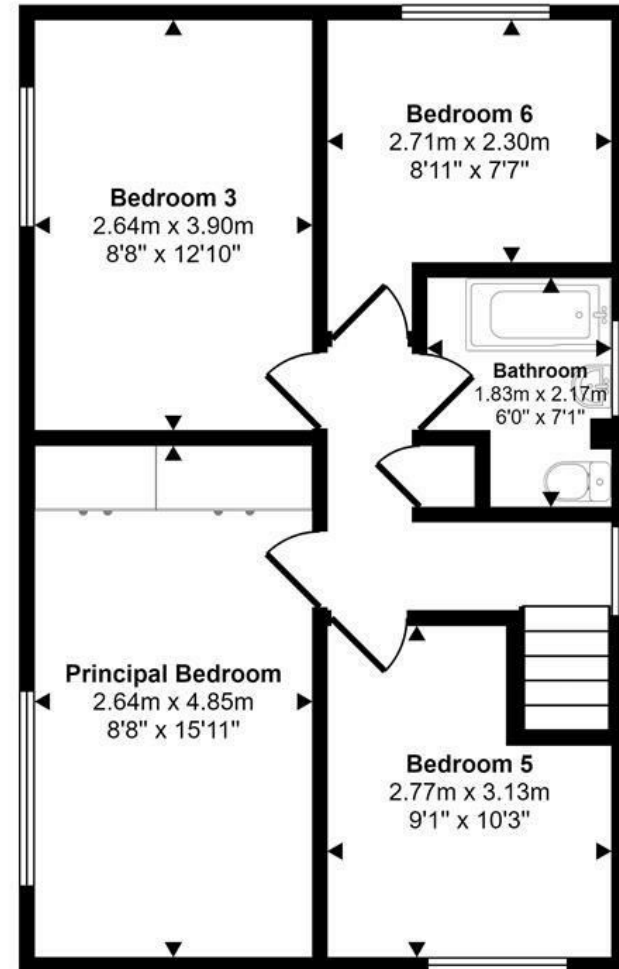 Bedroom 3
2.64m x 3.90m
8'8" x 12'10"
Bedroom 6
2.71m x 2.30m
8'11" x 7'7"
Bathroom
1.83m x 2.17m
6'0" x 7'1"
Principal Bedroom
2.64m x 4.85m
8'8" x 15'11"
Bedroom 5
2.77m x 3.13m
9'1" x 10'3"